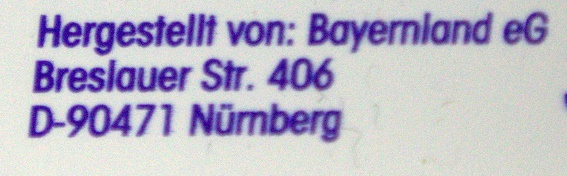 Hergestellt von: Bayernland eG
Breslauer Str. 406
D-90471 Nürnberg